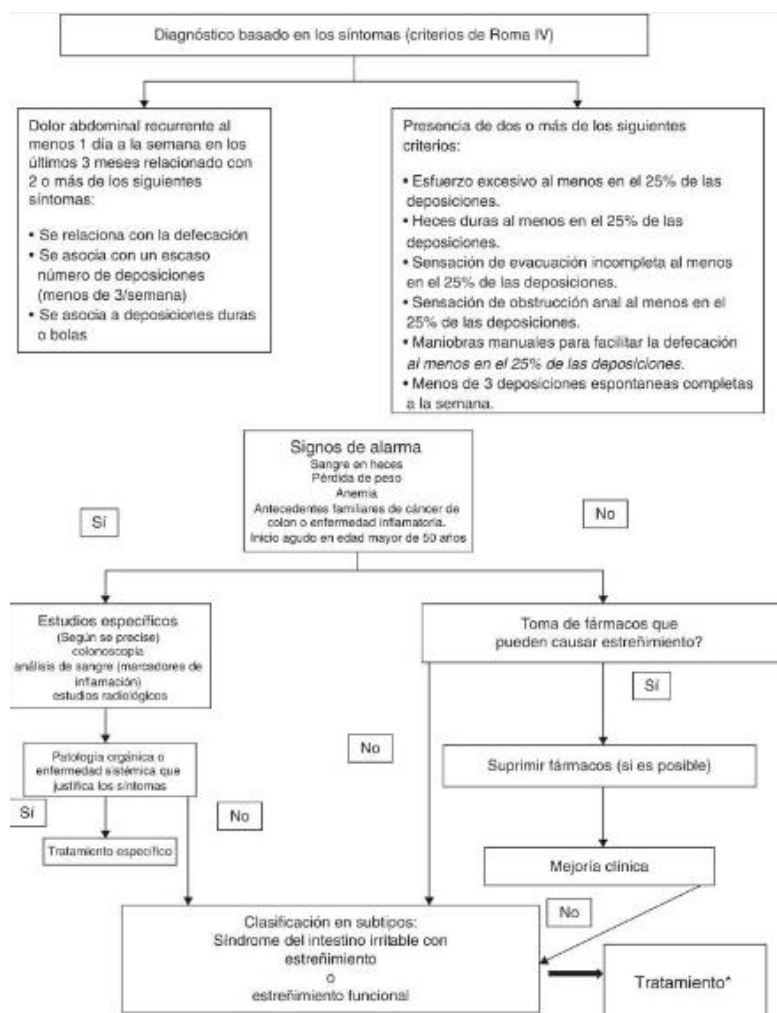 Diagnóstico basado en los síntomas (criterios de Roma IV)
Dolor abdominal recurrente al
menos 1 día a la semana en los
últimos 3 meses relacionado con
2 o más de los siguientes
síntomas:
• Se relaciona con la defecación
• Se asocia con un escaso
número de deposiciones
(menos de 3/semana)
• Se asocia a deposiciones duras
o bolas
Presencia de dos o más de los siguientes
criterios:
• Esfuerzo excesivo al menos en el 25% de las
deposiciones.
• Heces duras al menos en el 25% de las
deposiciones.
• Sensación de evacuación incompleta al menos
en el 25% de las deposiciones.
• Sensación de obstrucción anal al menos en el
25% de las deposiciones.
• Maniobras manuales para facilitar la defecación
al menos en el 25% de las deposiciones.
• Menos de 3 deposiciones espontaneas completas
a la semana.
Signos de alarma
Sangre en heces
Pérdida de peso
Anemia
Antecedentes familiares de cáncer de
colon o enfermedad inflamatoria.
Inicio agudo en edad mayor de 50 años
Sí
No
Estudios específicos
(Según se precise)
colonoscopia
análisis de sangre (marcadores de
inflamación)
estudios radiológicos
Toma de fármacos que
pueden causar estreñimiento?
Sí
No
Patología orgánica o
enfermedad sistémica que
justifica los síntomas
Suprimir fármacos (si es posible)
Sí
No
Tratamiento específico
Mejoría clínica
No
Clasificación en subtipos:
Síndrome del intestino irritable con
estreñimiento
o
estreñimiento funcional
Tratamiento*